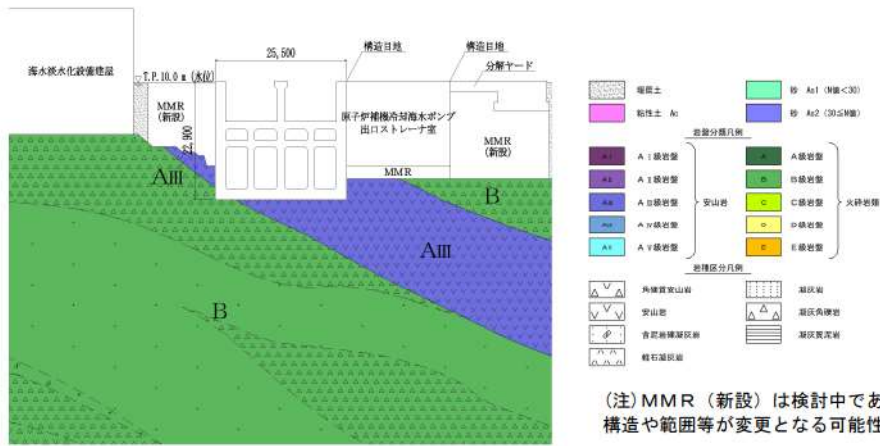 25,500
構造目地
構造目地
分解ヤード
海水淡水化設備建屋
T.P.10.0m(水位)
MMR
(新設)
22,900
原子炉補機冷却海水ポンプ
出口ストレーナ室
MMR
(新設)
MMR
AⅢ
B
AⅢ
B
埋戻土
砂 As1 (N値<30)
粘性土 Ac
砂 As2 (30≦N値)
岩盤分類凡例
AⅠ級岩盤
A
A級岩盤
AⅡ級岩盤
B
B級岩盤
AⅢ級岩盤
安山岩
C
C級岩盤
火砕岩類
AⅣ級岩盤
D
D級岩盤
AⅤ級岩盤
E
E級岩盤
岩種区分凡例
角礫質安山岩
凝灰岩
安山岩
凝灰角礫岩
含泥岩礫凝灰岩
凝灰質泥岩
軽石凝灰岩
(注)MMR(新設)は検討中であ
構造や範囲等が変更となる可能性